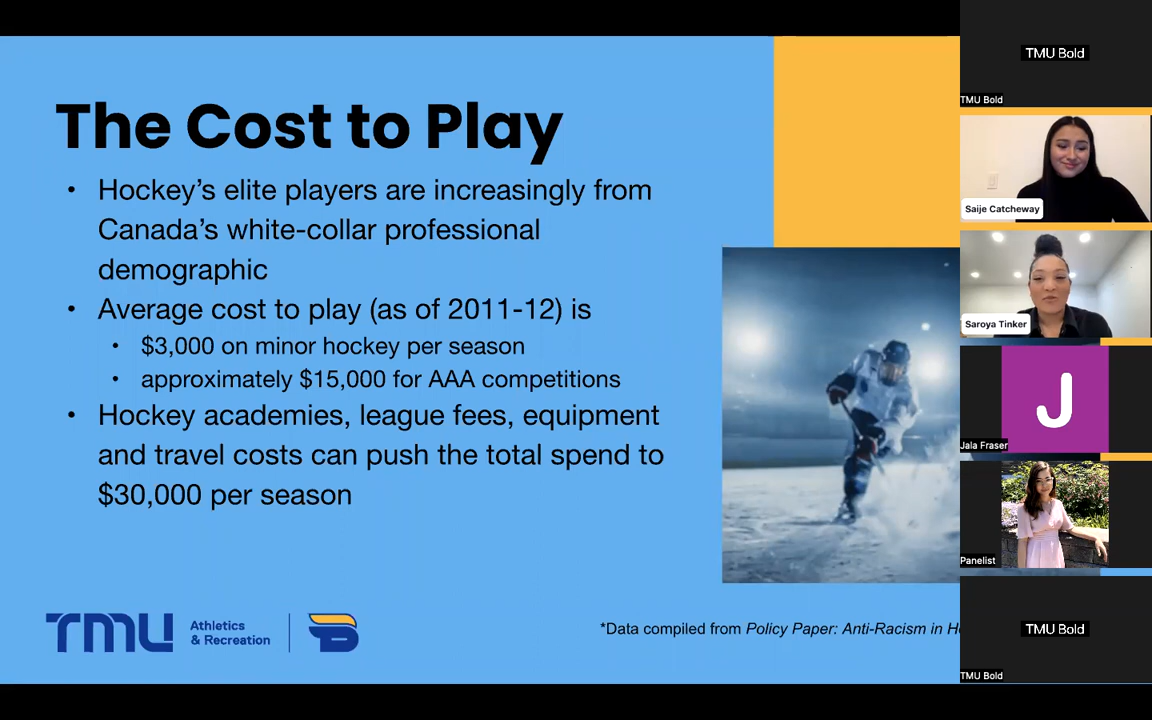 The Cost to Play
• Hockey's elite players are increasingly from
Canada's white-collar professional
demographic
• Average cost to play (as of 2011-12) is
• $3,000 on minor hockey per season
• approximately $15,000 for AAA competitions
• Hockey academies, league fees, equipment
and travel costs can push the total spend to
$30,000 per season
TMU
Athletics
& Recreation
B
*Data compiled from Policy Paper: Anti-Racism in
TMU Bold
TMU Bold
Saije Catcheway
Saroya Tinker
J
Jala Fraser
Panelist
TMU Bold
TMU Bold